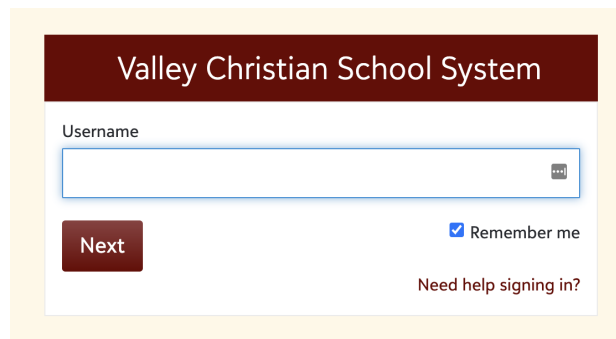 Valley Christian School System
Username
Next
Remember me
Need help signing in?